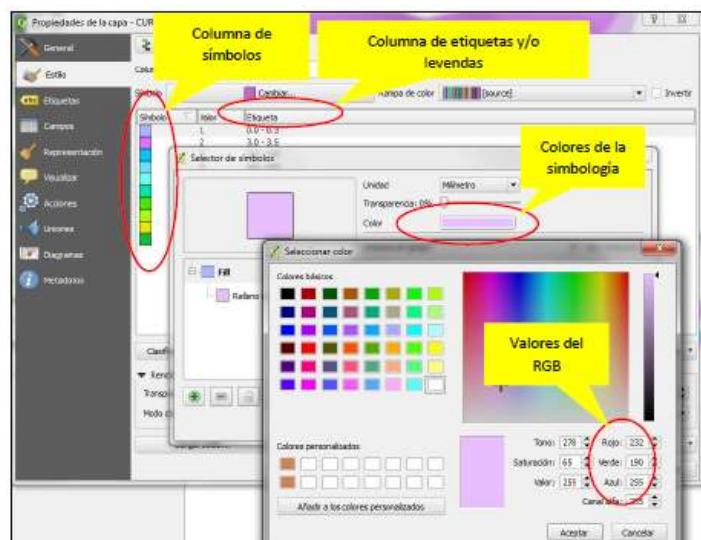 Propiedades de la capa - CUR
Columna de
símbolos
Columna de etiquetas y/o
levendas
General
Estilo
Etiquetas
Campos
Representación
Visualizar
Acciones
Uniones
Diagramas
Metadatos
Símbolo
Cambiar...
Rampa de color
[source]
Invertir
Símbolo Valor Etiqueta
1 0.0 - 0.3
2 3.0 - 3.5
Selector de símbolos
Colores de la
simbología
Unidad Milímetro
Transparencia: 0%
Color
Fill
Seleccionar color
Colores básicos
Valores del
RGB
Colores personalizados
Tono: 276 Rojo: 232
Saturación: 65 Verde: 190
Valor: 255 Azul: 255
Canal alfa: 255
Añadir a los colores personalizados
Aceptar Cancelar